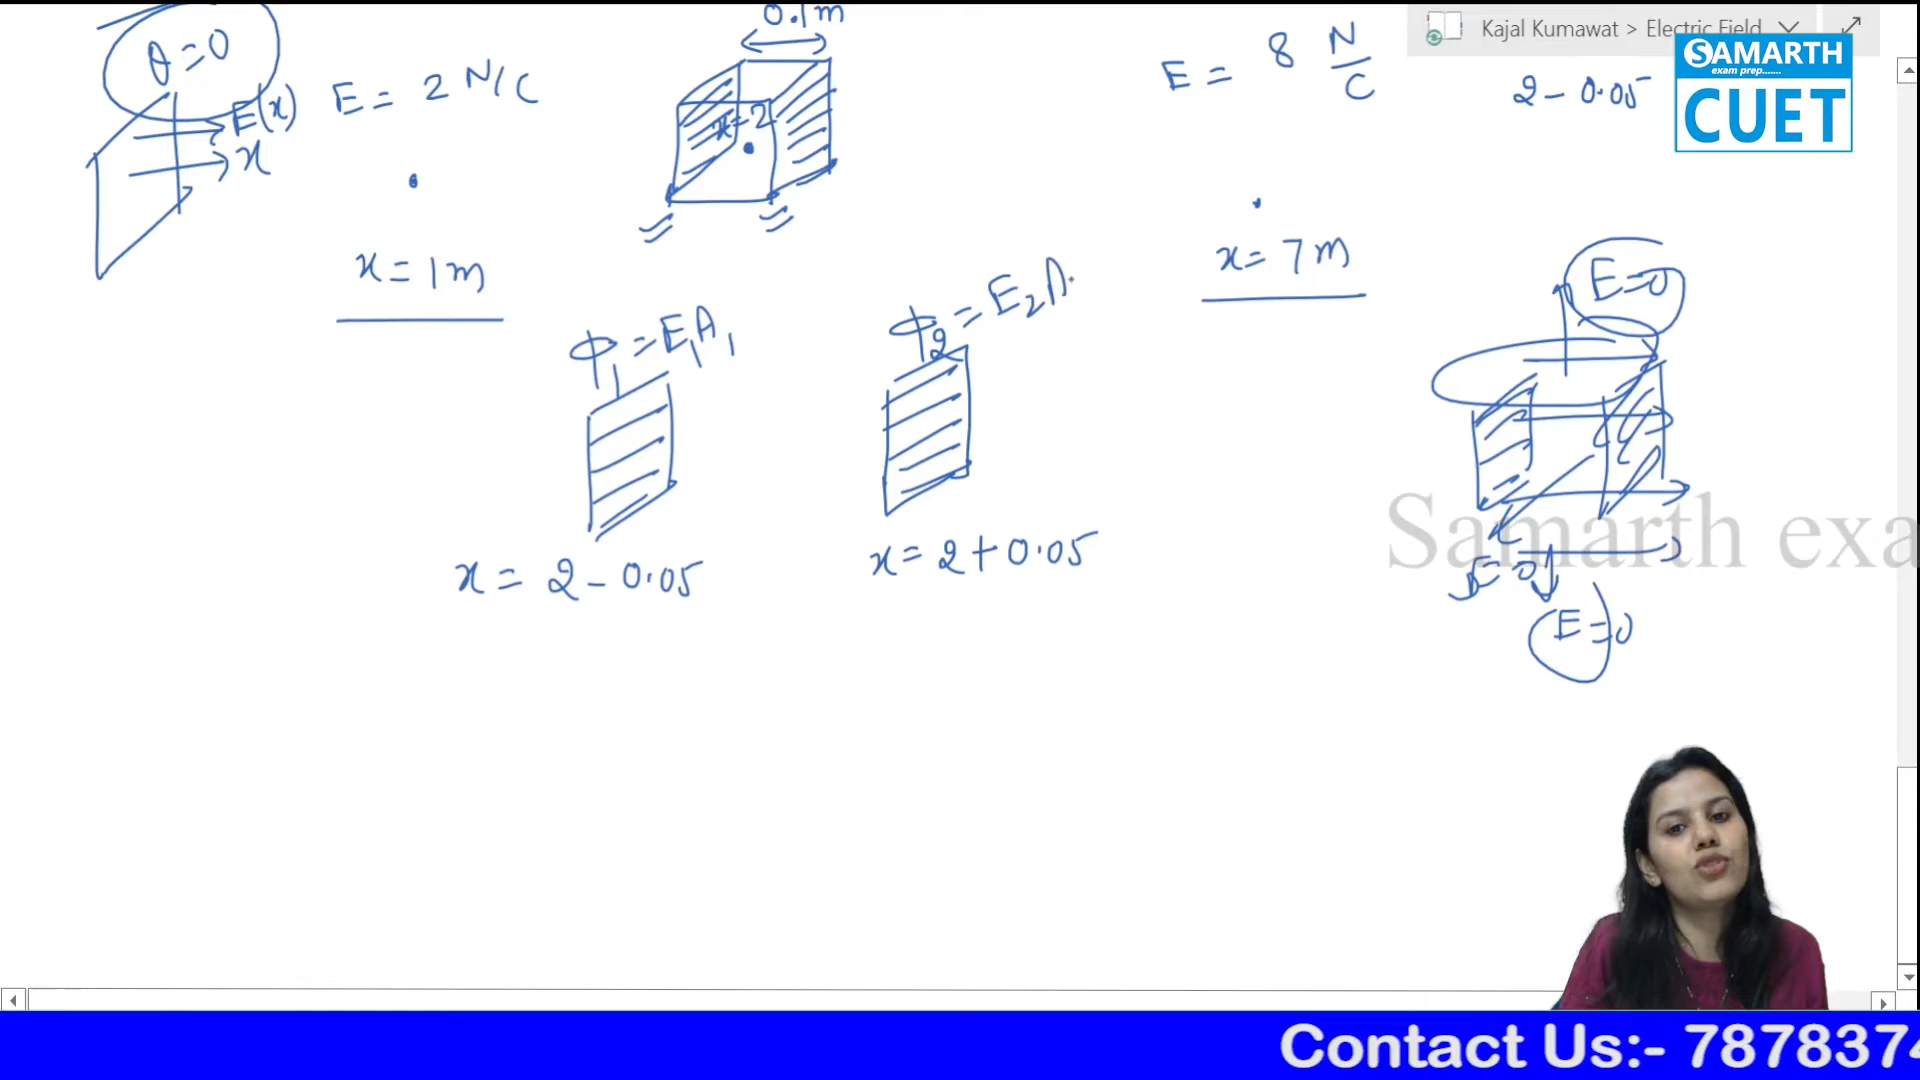 0.1m
θ=0
E = 2 N/C
E = 8 N/C
Kajal Kumawat > Electric Field
SAMARTH
exam prep.......
CUET
2 - 0.05
E(x)
x
x=2
x = 1m
x = 7m
ϕ1 = E1A1
ϕ2 = E2A
E=0
Samarth exa
x = 2 - 0.05
x = 2 + 0.05
E=0
Contact Us:- 7878374